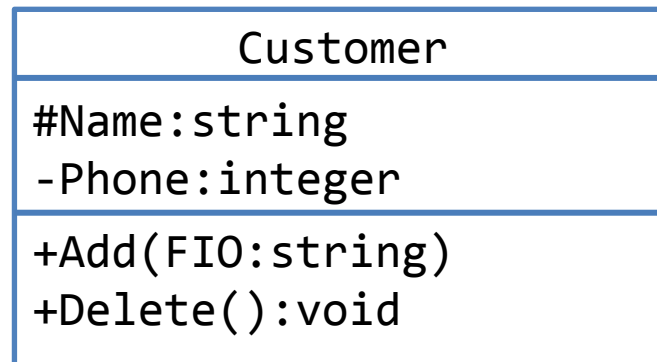 Customer
#Name:string
-Phone:integer
+Add(FIO:string)
+Delete():void